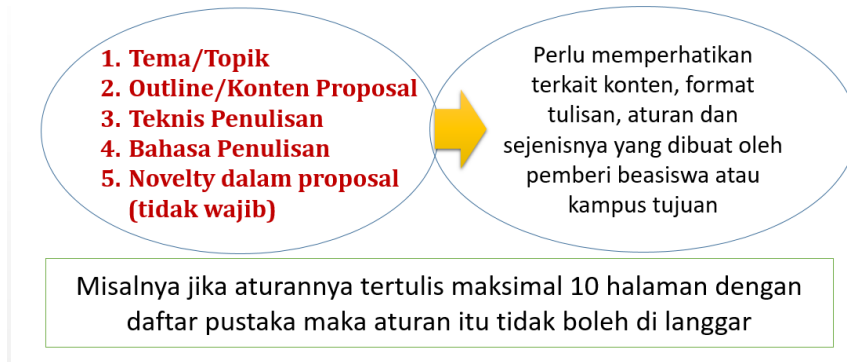 1. Tema/Topik
2. Outline/Konten Proposal
3. Teknis Penulisan
4. Bahasa Penulisan
5. Novelty dalam proposal
(tidak wajib)
Perlu memperhatikan
terkait konten, format
tulisan, aturan dan
sejenisnya yang dibuat oleh
pemberi beasiswa atau
kampus tujuan
Misalnya jika aturannya tertulis maksimal 10 halaman dengan
daftar pustaka maka aturan itu tidak boleh di langgar